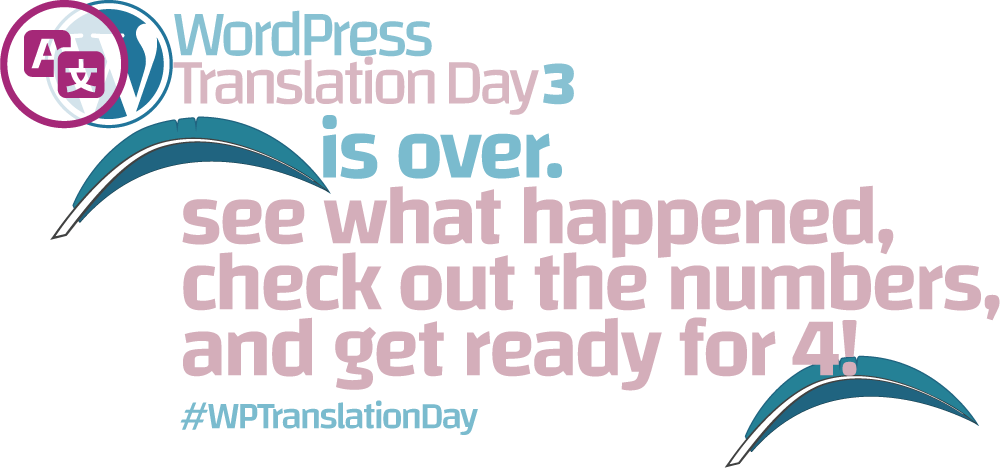 A 文
WordPress
Translation Day 3
is over.
see what happened,
check out the numbers,
and get ready for 4!
#WPTranslationDay